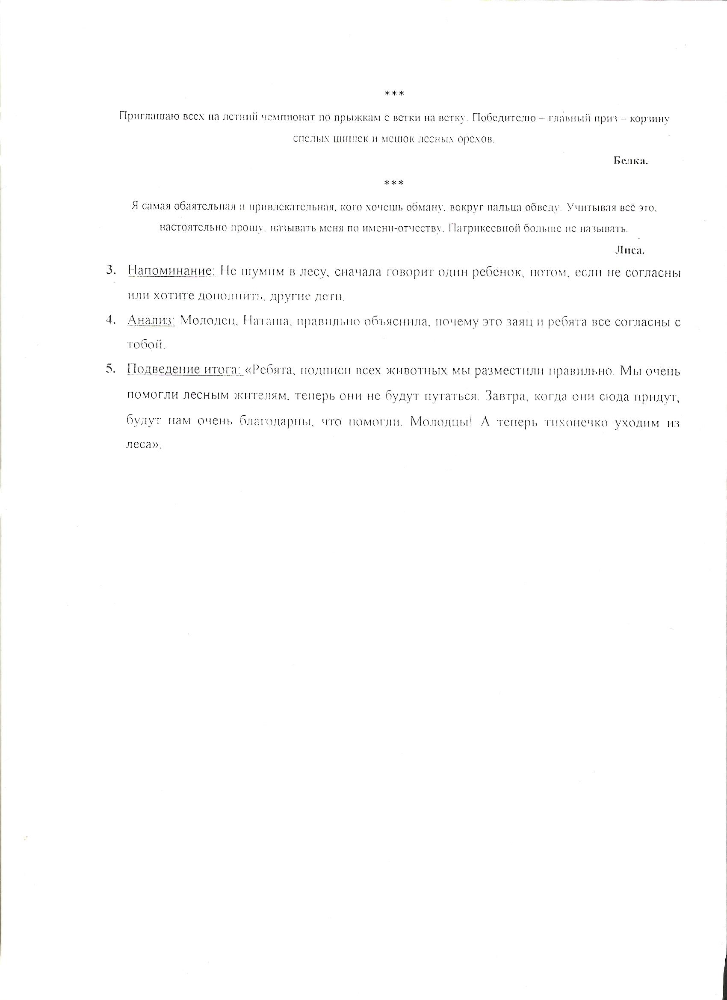 ***
Приглашаю всех на летний чемпионат по прыжкам с ветки на ветку. Победителю – главный приз – корзину
спелых шишек и мешок лесных орехов.
Белка.
***
Я самая обаятельная и привлекательная, кого хочешь обману, вокруг пальца обведу. Учитывая всё это,
настоятельно прошу, называть меня по имени-отчеству. Патрикеевной больше не называть.
Лиса.
3. Напоминание: Не шумим в лесу, сначала говорит один ребёнок, потом, если не согласны
или хотите дополнить, другие дети.
4. Анализ: Молодец, Наташа, правильно объяснила, почему это заяц и ребята все согласны с
тобой.
5. Подведение итога: «Ребята, подписи всех животных мы разместили правильно. Мы очень
помогли лесным жителям, теперь они не будут путаться. Завтра, когда они сюда придут,
будут нам очень благодарны, что помогли. Молодцы! А теперь тихонечко уходим из
леса».